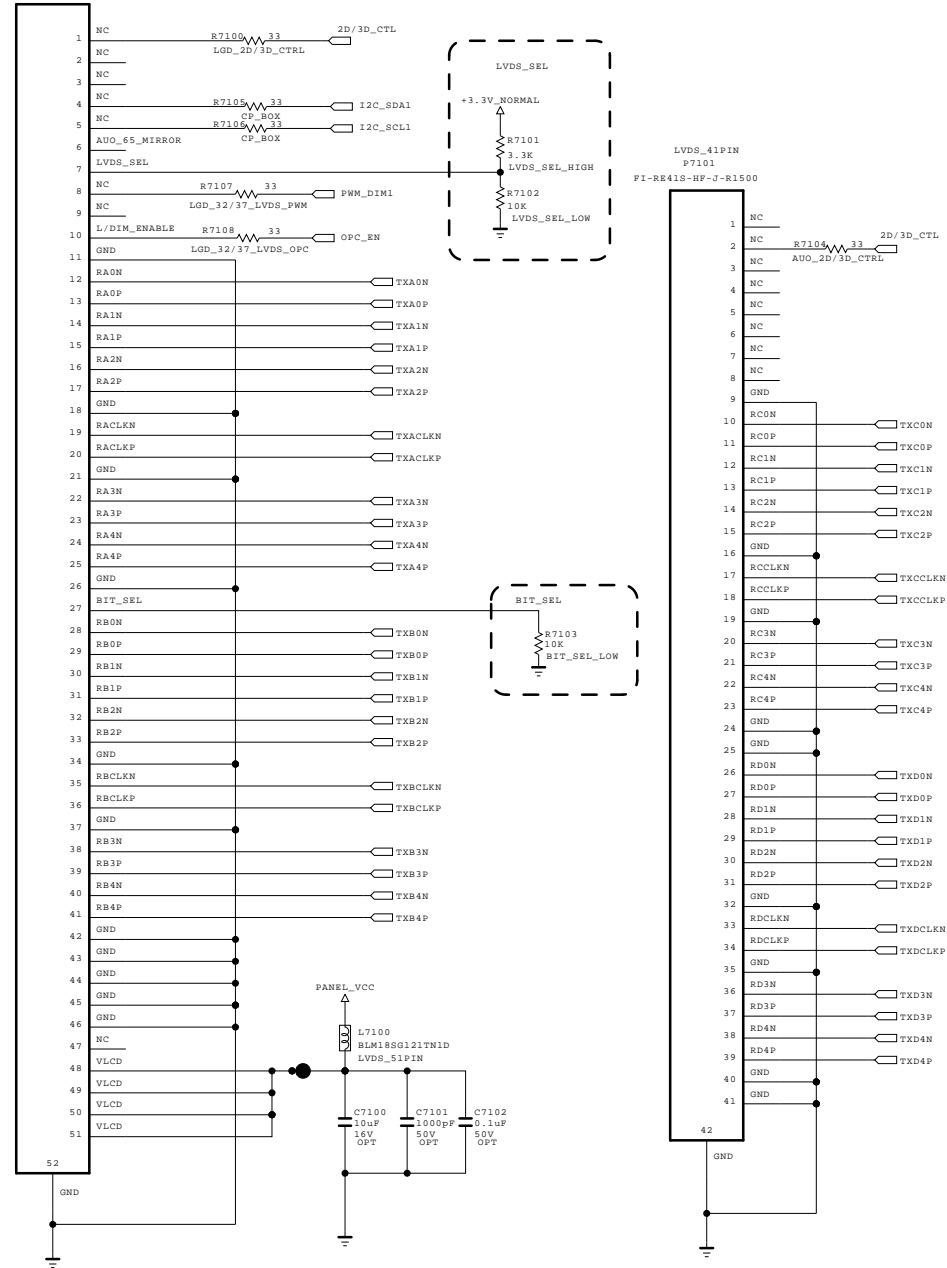 1 NC R7100 33 2D/3D_CTL
LGD_2D/3D_CTRL
2 NC
3 NC
4 NC R7105 33 I2C_SDA1
CP_BOX
5 NC R7106 33 I2C_SCL1
CP_BOX
6 AUO_65_MIRROR
7 LVDS_SEL
8 NC R7107 33 PWM_DIM1
LGD_32/37_LVDS_PWM
9 NC
10 L/DIM_ENABLE R7108 33 OPC_EN
LGD_32/37_LVDS_OPC
11 GND
12 RA0N TXA0N
13 RA0P TXA0P
14 RA1N TXA1N
15 RA1P TXA1P
16 RA2N TXA2N
17 RA2P TXA2P
18 GND
19 RACLKN TXACLKN
20 RACLKP TXACLKP
21 GND
22 RA3N TXA3N
23 RA3P TXA3P
24 RA4N TXA4N
25 RA4P TXA4P
26 GND
27 BIT_SEL
28 RB0N TXB0N
29 RB0P TXB0P
30 RB1N TXB1N
31 RB1P TXB1P
32 RB2N TXB2N
33 RB2P TXB2P
34 GND
35 RBCLKN TXBCLKN
36 RBCLKP TXBCLKP
37 GND
38 RB3N TXB3N
39 RB3P TXB3P
40 RB4N TXB4N
41 RB4P TXB4P
42 GND
43 GND
44 GND
45 GND
46 GND
47 NC
48 VLCD
49 VLCD
50 VLCD
51 VLCD
52
GND
LVDS_SEL
+3.3V_NORMAL
R7101
3.3K
LVDS_SEL_HIGH
R7102
10K
LVDS_SEL_LOW
BIT_SEL
R7103
10K
BIT_SEL_LOW
PANEL_VCC
L7100
BLM18SG121TN1D
LVDS_51PIN
C7100
10uF
16V
OPT
C7101
1000pF
50V
OPT
C7102
0.1uF
50V
OPT
LVDS_41PIN
P7101
FI-RE41S-HF-J-R1500
1 NC
2 NC R7104 33 2D/3D_CTL
AUO_2D/3D_CTRL
3 NC
4 NC
5 NC
6 NC
7 NC
8 NC
9 GND
10 RC0N TXC0N
11 RC0P TXC0P
12 RC1N TXC1N
13 RC1P TXC1P
14 RC2N TXC2N
15 RC2P TXC2P
16 GND
17 RCCLKN TXCCLKN
18 RCCLKP TXCCLKP
19 GND
20 RC3N TXC3N
21 RC3P TXC3P
22 RC4N TXC4N
23 RC4P TXC4P
24 GND
25 GND
26 RD0N TXD0N
27 RD0P TXD0P
28 RD1N TXD1N
29 RD1P TXD1P
30 RD2N TXD2N
31 RD2P TXD2P
32 GND
33 RDCLKN TXDCLKN
34 RDCLKP TXDCLKP
35 GND
36 RD3N TXD3N
37 RD3P TXD3P
38 RD4N TXD4N
39 RD4P TXD4P
40 GND
41 GND
42
GND